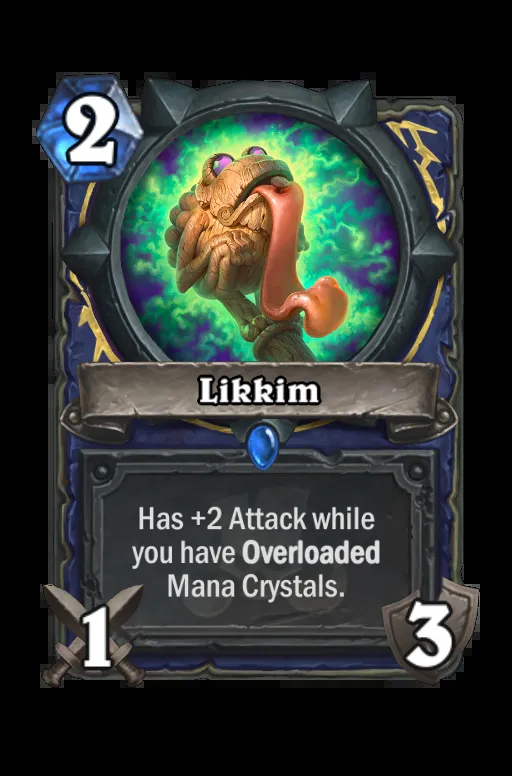 2
Likkim
Has +2 Attack while
you have Overloaded
Mana Crystals.
1
3